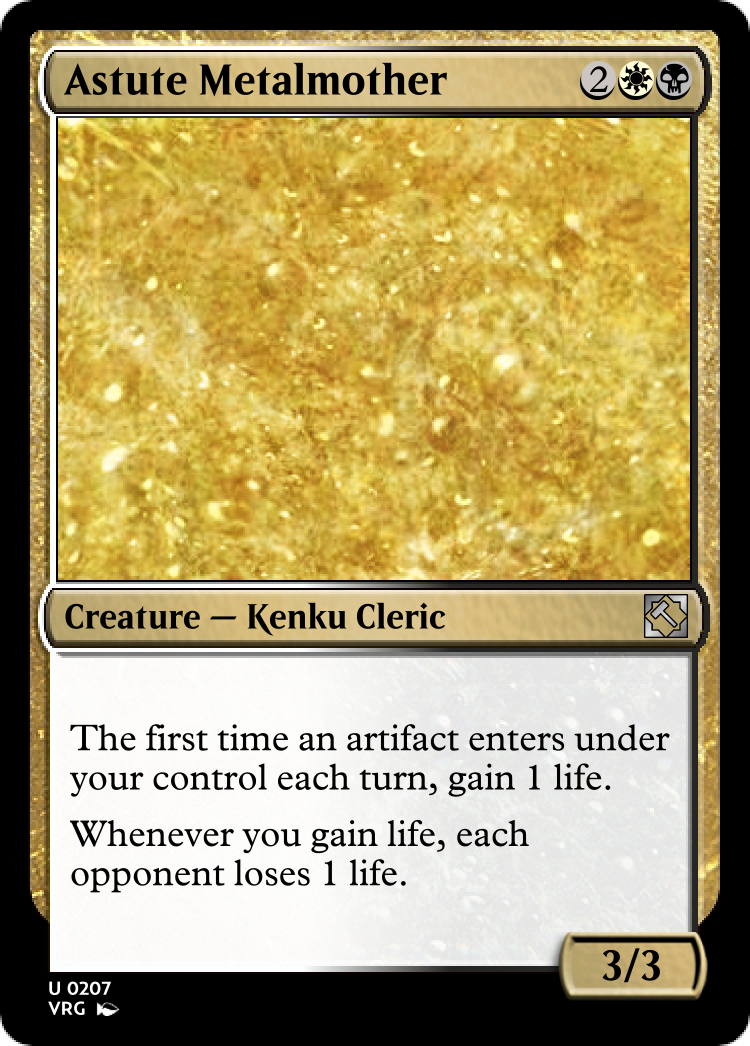 Astute Metalmother 2
Creature — Kenku Cleric
The first time an artifact enters under
your control each turn, gain 1 life.
Whenever you gain life, each
opponent loses 1 life.
3/3
U 0207
VRG